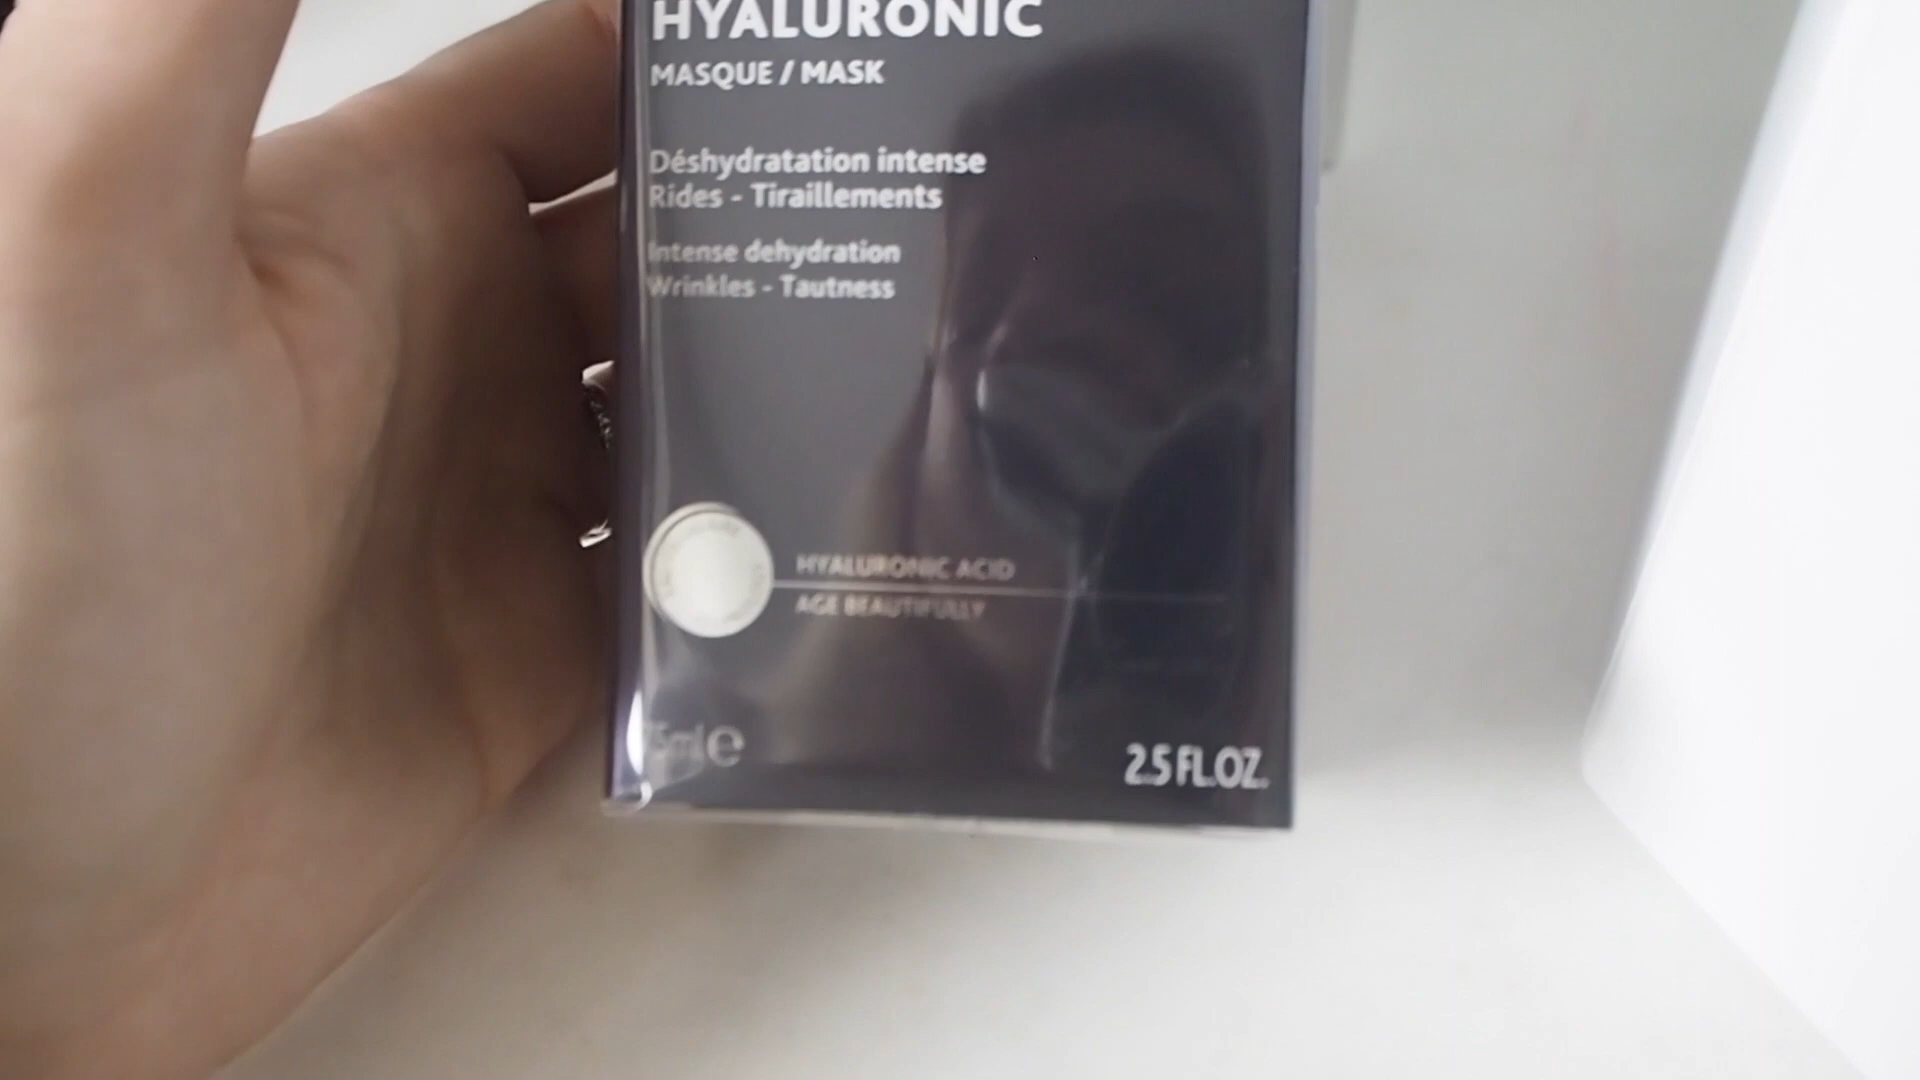 HYALURONIC
MASQUE / MASK
Déshydratation intense
Rides - Tiraillements
Intense dehydration
Wrinkles - Tautness
HYALURONIC ACID
AGE BEAUTIFULLY
75ml e
2.5 FL.OZ.